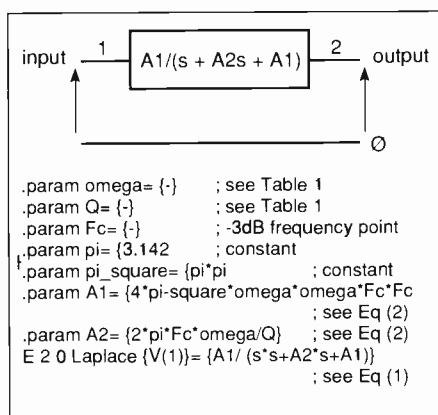 1 2
input A1/(s + A2s + A1) output
Ø
.param omega= {-} ; see Table 1
.param Q= {-} ; see Table 1
.param Fc= {-} ; -3dB frequency point
.param pi= {3.142 ; constant
.param pi_square= {pi*pi ; constant
.param A1= {4*pi-square*omega*omega*Fc*Fc
; see Eq (2)
.param A2= {2*pi*Fc*omega/Q} ; see Eq (2)
E 2 0 Laplace {V(1)}= {A1/ (s*s+A2*s+A1)}
; see Eq (1)